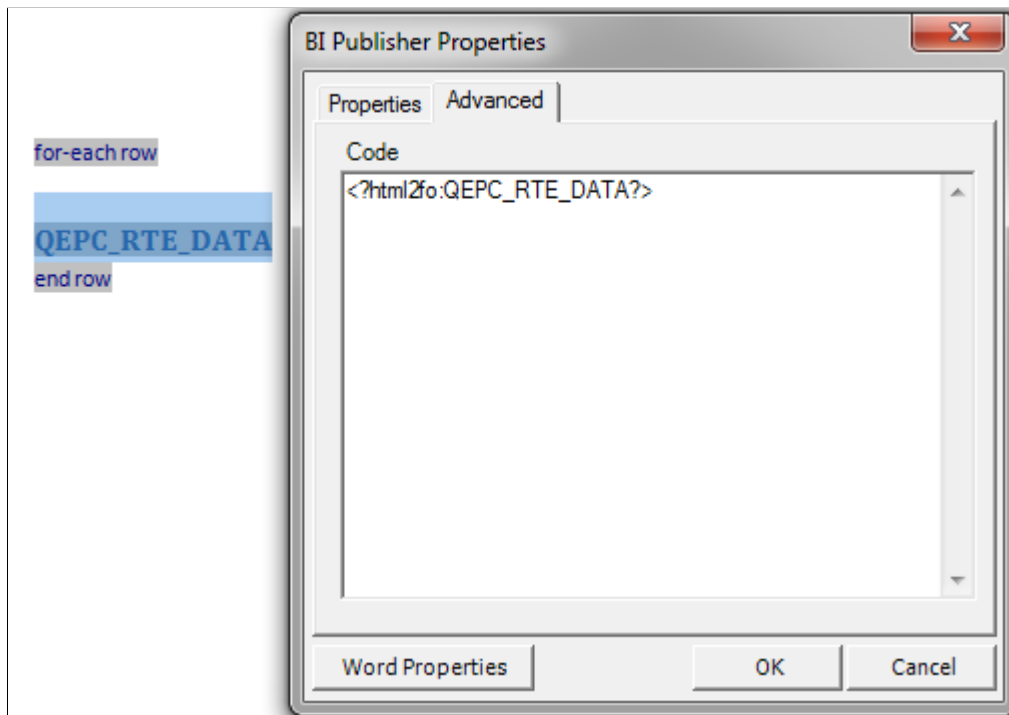 BI Publisher Properties
Properties Advanced
for-each row
Code
<?html2fo:QEPC_RTE_DATA?>
QEPC_RTE_DATA
end row
Word Properties OK Cancel